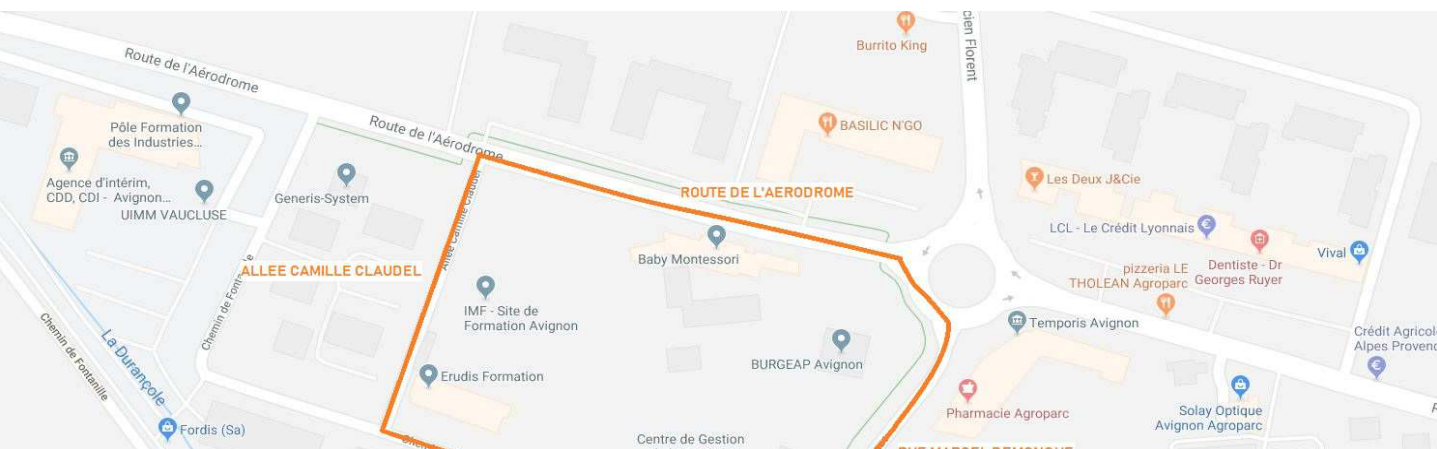 Burrito King
cien Florent
Route de l'Aérodrome
Pôle Formation
des Industries...
Route de l'Aérodrome
BASILIC N'GO
Agence d'intérim,
CDD, CDI - Avignon...
UIMM VAUCLUSE
Generis-System
Allée Camille Claudel
ROUTE DE L'AERODROME
Les Deux J&Cie
LCL - Le Crédit Lyonnais
Dentiste - Dr
Georges Ruyer
Vival
Baby Montessori
ALLEE CAMILLE CLAUDEL
pizzeria LE
THOLEAN Agroparc
IMF - Site de
Formation Avignon
Temporis Avignon
Crédit Agricol
Alpes Provenc
Chemin de Fontanille
Chemin de Fontanille
La Durançole
BURGEAP Avignon
Erudis Formation
Pharmacie Agroparc
Solay Optique
Avignon Agroparc
Fordis (Sa)
Centre de Gestion